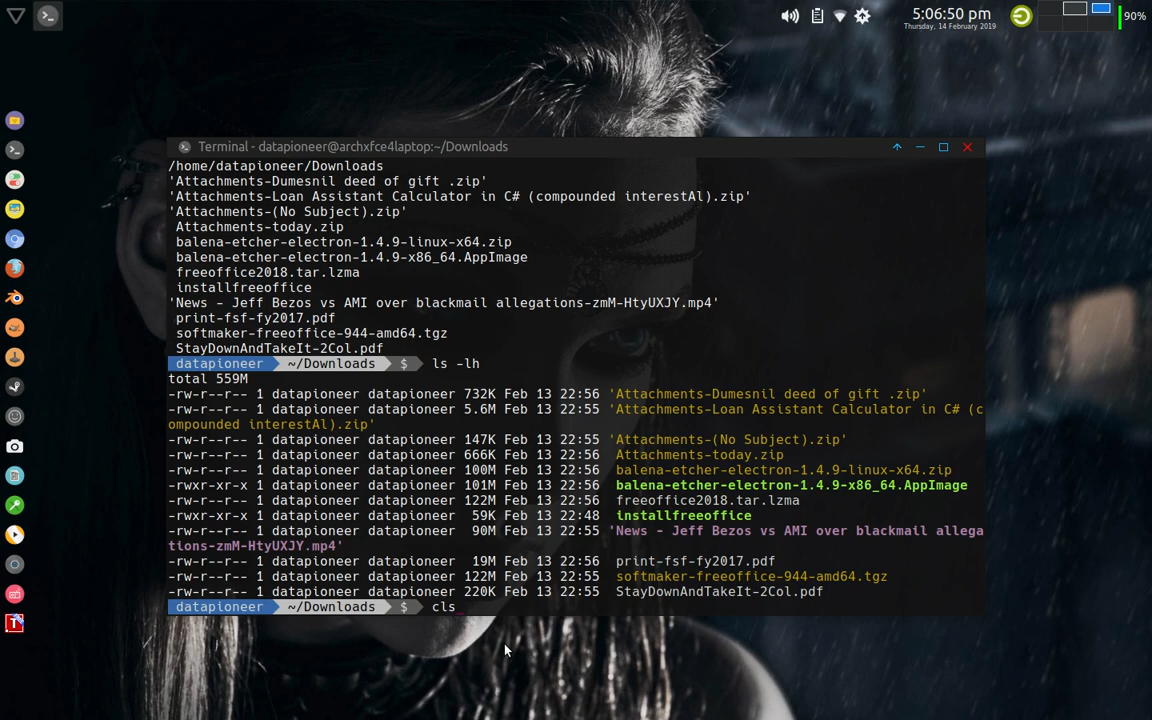 5:06:50 pm
Thursday, 14 February 2019
90%
Terminal - datapioneer@archxfce4laptop:~/Downloads
/home/datapioneer/Downloads
'Attachments-Dumesnil deed of gift .zip'
'Attachments-Loan Assistant Calculator in C# (compounded interestAl).zip'
'Attachments-(No Subject).zip'
Attachments-today.zip
balena-etcher-electron-1.4.9-linux-x64.zip
balena-etcher-electron-1.4.9-x86_64.AppImage
freeoffice2018.tar.lzma
installfreeoffice
'News - Jeff Bezos vs AMI over blackmail allegations-zmM-HtyUXJY.mp4'
print-fsf-fy2017.pdf
softmaker-freeoffice-944-amd64.tgz
StayDownAndTakeIt-2Col.pdf
datapioneer ~/Downloads $ ls -lh
total 559M
-rw-r--r-- 1 datapioneer datapioneer 732K Feb 13 22:56 'Attachments-Dumesnil deed of gift .zip'
-rw-r--r-- 1 datapioneer datapioneer 5.6M Feb 13 22:55 'Attachments-Loan Assistant Calculator in C# (c
ompounded interestAl).zip'
-rw-r--r-- 1 datapioneer datapioneer 147K Feb 13 22:55 'Attachments-(No Subject).zip'
-rw-r--r-- 1 datapioneer datapioneer 666K Feb 13 22:56 Attachments-today.zip
-rw-r--r-- 1 datapioneer datapioneer 100M Feb 13 22:56 balena-etcher-electron-1.4.9-linux-x64.zip
-rwxr-xr-x 1 datapioneer datapioneer 101M Feb 13 22:56 balena-etcher-electron-1.4.9-x86_64.AppImage
-rw-r--r-- 1 datapioneer datapioneer 122M Feb 13 22:56 freeoffice2018.tar.lzma
-rwxr-xr-x 1 datapioneer datapioneer 59K Feb 13 22:48 installfreeoffice
-rw-r--r-- 1 datapioneer datapioneer 90M Feb 13 22:55 'News - Jeff Bezos vs AMI over blackmail allega
tions-zmM-HtyUXJY.mp4'
-rw-r--r-- 1 datapioneer datapioneer 19M Feb 13 22:56 print-fsf-fy2017.pdf
-rw-r--r-- 1 datapioneer datapioneer 122M Feb 13 22:55 softmaker-freeoffice-944-amd64.tgz
-rw-r--r-- 1 datapioneer datapioneer 220K Feb 13 22:55 StayDownAndTakeIt-2Col.pdf
datapioneer ~/Downloads $ cls